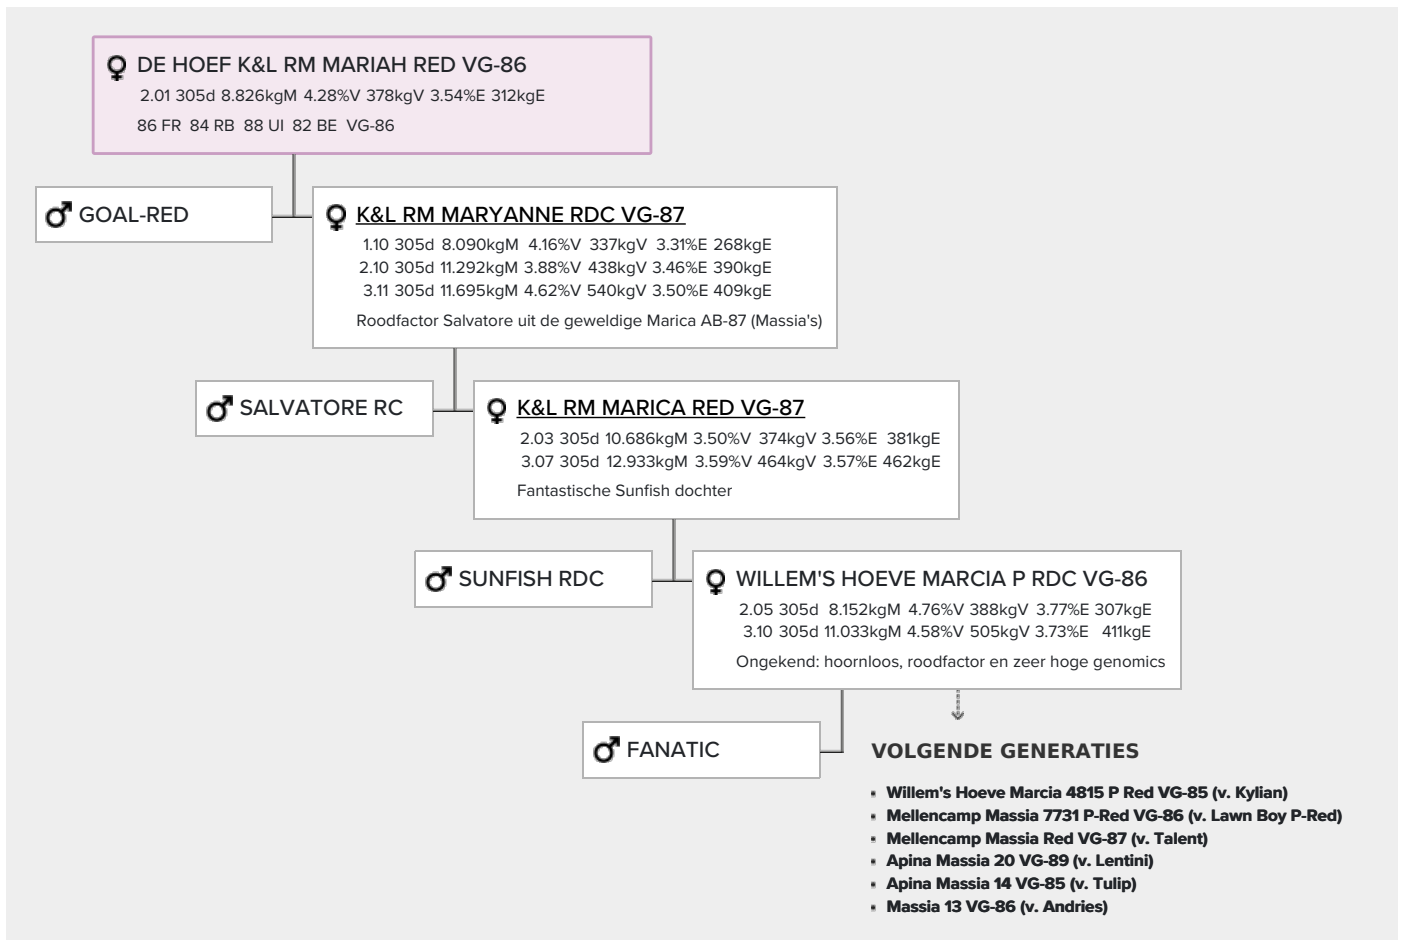 DE HOEF K&L RM MARIAH RED VG-86
2.01 305d 8.826kgM 4.28%V 378kgV 3.54%E 312kgE
86 FR 84 RB 88 UI 82 BE VG-86
GOAL-RED
K&L RM MARYANNE RDC VG-87
1.10 305d 8.090kgM 4.16%V 337kgV 3.31%E 268kgE
2.10 305d 11.292kgM 3.88%V 438kgV 3.46%E 390kgE
3.11 305d 11.695kgM 4.62%V 540kgV 3.50%E 409kgE
Roodfactor Salvatore uit de geweldige Marica AB-87 (Massia's)
SALVATORE RC
K&L RM MARICA RED VG-87
2.03 305d 10.686kgM 3.50%V 374kgV 3.56%E 381kgE
3.07 305d 12.933kgM 3.59%V 464kgV 3.57%E 462kgE
Fantastische Sunfish dochter
SUNFISH RDC
WILLEM'S HOEVE MARCIA P RDC VG-86
2.05 305d 8.152kgM 4.76%V 388kgV 3.77%E 307kgE
3.10 305d 11.033kgM 4.58%V 505kgV 3.73%E 411kgE
Ongekend: hoornloos, roodfactor en zeer hoge genomics
FANATIC
VOLGENDE GENERATIES
Willem's Hoeve Marcia 4815 P Red VG-85 (v. Kylian)
Mellencamp Massia 7731 P-Red VG-86 (v. Lawn Boy P-Red)
Mellencamp Massia Red VG-87 (v. Talent)
Apina Massia 20 VG-89 (v. Lentini)
Apina Massia 14 VG-85 (v. Tulip)
Massia 13 VG-86 (v. Andries)